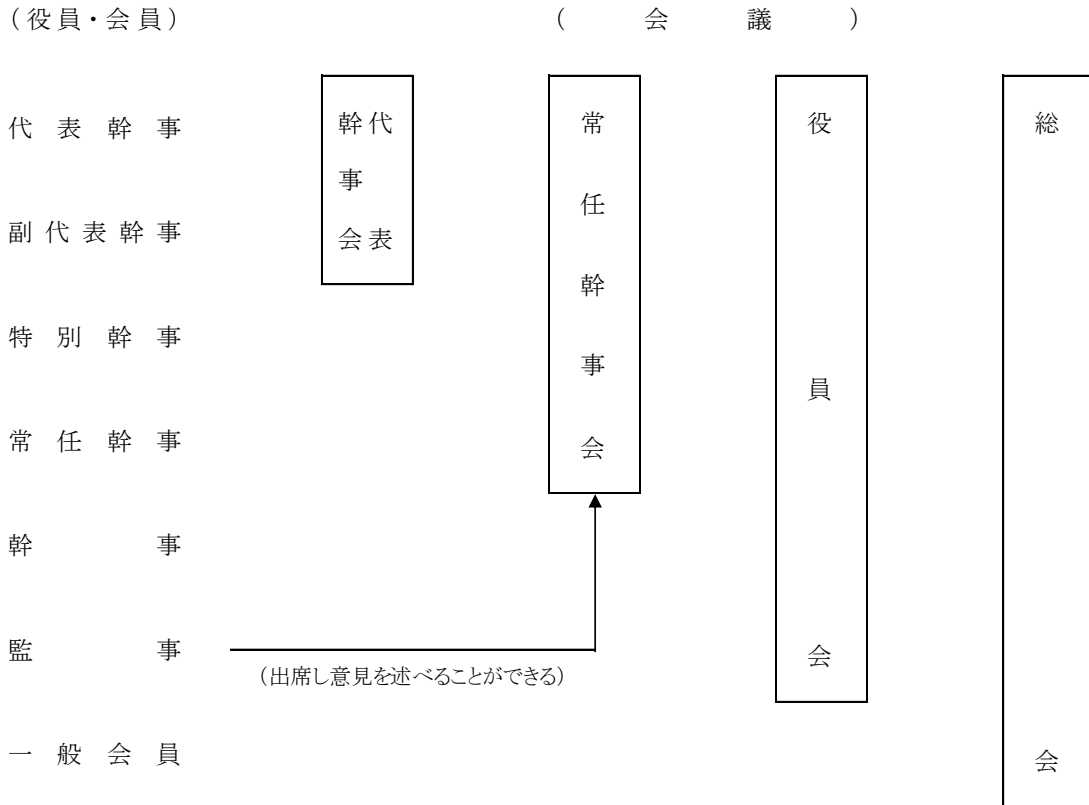 (役員・会員)
(会議)
代表幹事
副代表幹事
特別幹事
常任幹事
幹事
監事
一般会員
代表幹事会
常任幹事会
役員会
総会
(出席し意見を述べることができる)